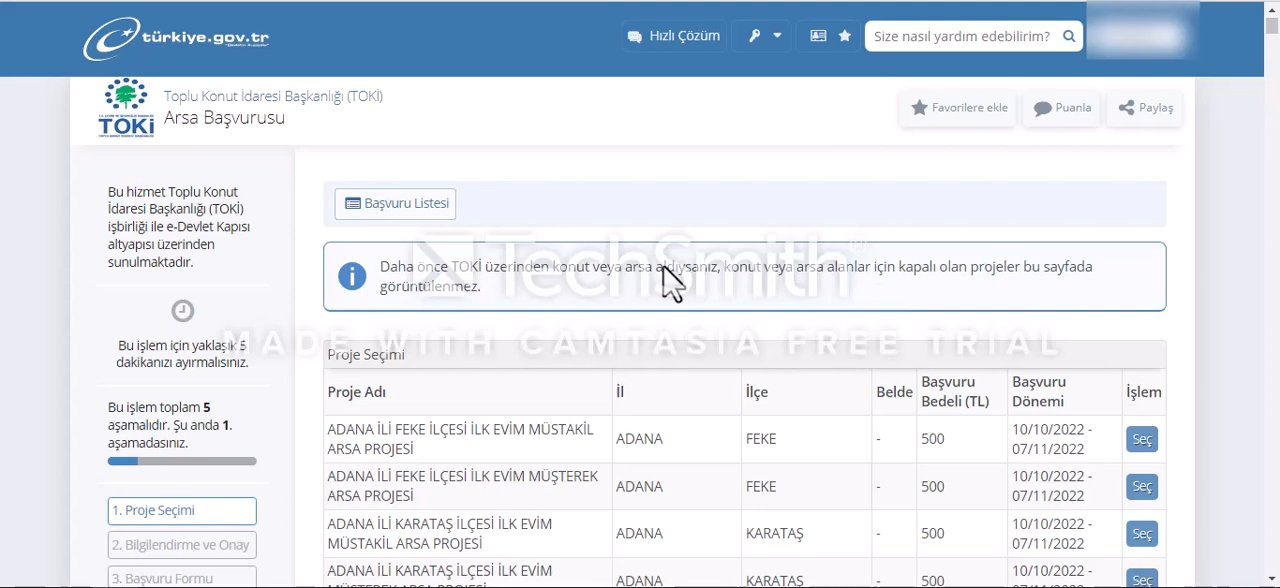 türkiye.gov.tr
Hızlı Çözüm
Size nasıl yardım edebilirim?
TOKİ
Toplu Konut İdaresi Başkanlığı (TOKİ)
Arsa Başvurusu
Favorilere ekle
Puanla
Paylaş
Bu hizmet Toplu Konut
İdaresi Başkanlığı (TOKİ)
işbirliği ile e-Devlet Kapısı
altyapısı üzerinden
sunulmaktadır.
Bu işlem için yaklaşık 5
dakikanızı ayırmalısınız.
Bu işlem toplam 5
aşamalıdır. Şu anda 1.
aşamadasınız.
1. Proje Seçimi
2. Bilgilendirme ve Onay
3. Başvuru Formu
Başvuru Listesi
Daha önce TOKİ üzerinden konut veya arsa aldıysanız, konut veya arsa alanlar için kapalı olan projeler bu sayfada
görüntülenmez.
TechSmith
MADE WITH CAMTASIA FREE TRIAL
Proje Seçimi
Proje Adı İl İlçe Belde Başvuru Bedeli (TL) Başvuru Dönemi İşlem
ADANA İLİ FEKE İLÇESİ İLK EVİM MÜSTAKİL
ARSA PROJESİ
ADANA FEKE - 500 10/10/2022 -
07/11/2022
Seç
ADANA İLİ FEKE İLÇESİ İLK EVİM MÜŞTEREK
ARSA PROJESİ
ADANA FEKE - 500 10/10/2022 -
07/11/2022
Seç
ADANA İLİ KARATAŞ İLÇESİ İLK EVİM
MÜSTAKİL ARSA PROJESİ
ADANA KARATAŞ - 500 10/10/2022 -
07/11/2022
Seç
ADANA İLİ KARATAŞ İLÇESİ İLK EVİM
MÜŞTEREK ARSA PROJESİ
ADANA KARATAŞ - 500 10/10/2022 -
Seç